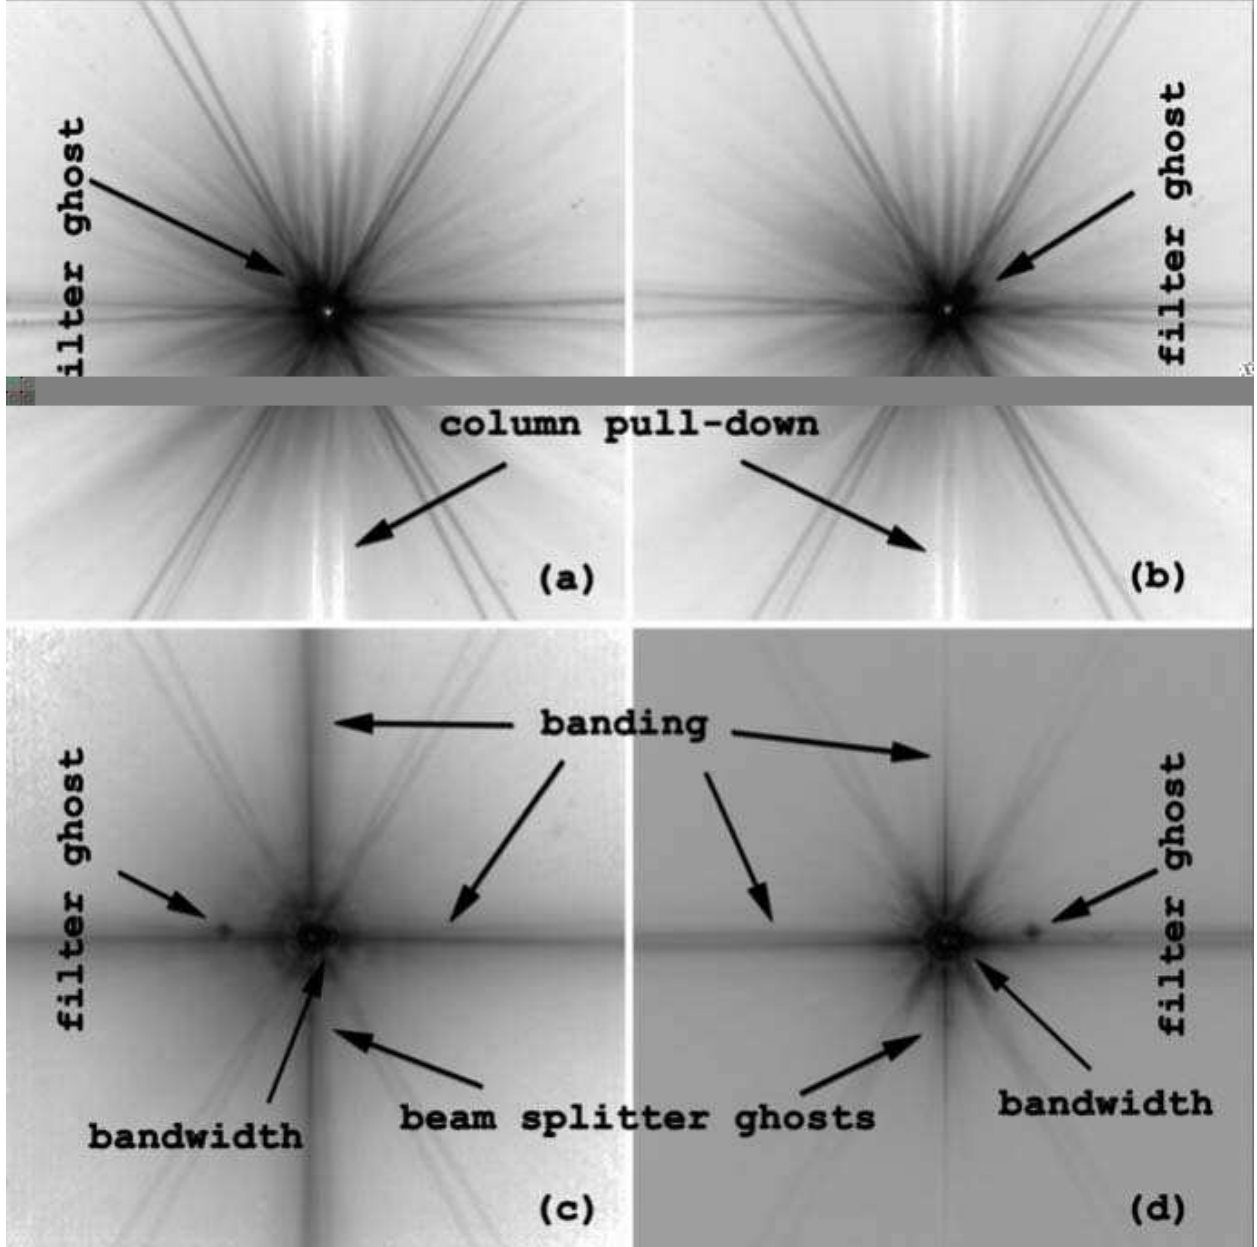 ilter ghost
filter ghost
column pull-down
(a)
(b)
banding
filter ghost
filter ghost
bandwidth
beam splitter ghosts
bandwidth
(c)
(d)